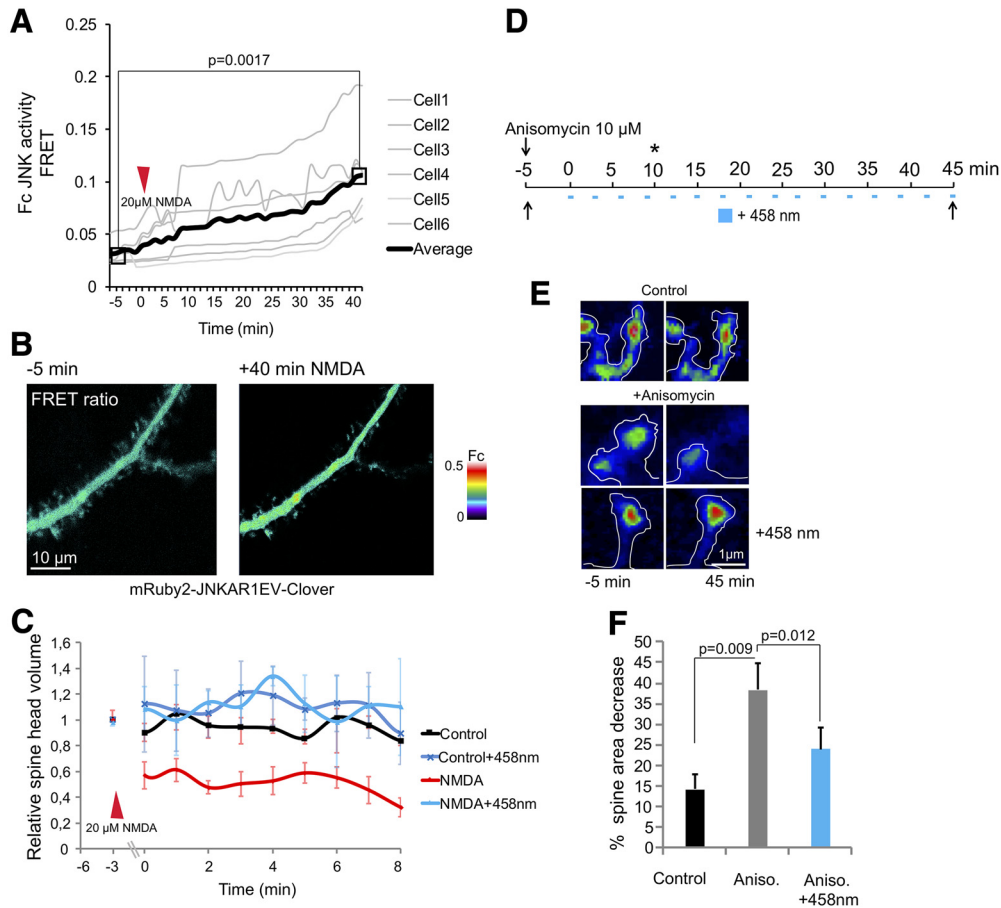 A
Fc JNK activity
FRET
0.25
0.2
0.15
0.1
0.05
0
p=0.0017
20µM NMDA
-5 0 5 10 15 20 25 30 35 40
Time (min)
Cell1
Cell2
Cell3
Cell4
Cell5
Cell6
Average
B
-5 min
+40 min NMDA
FRET ratio
10 µm
Fc
0.5
0
mRuby2-JNKAR1EV-Clover
C
Relative spine head volume
1,6
1,4
1,2
1
0,8
0,6
0,4
0,2
0
20 µM NMDA
-6 -3 0 2 4 6 8
Time (min)
Control
Control+458nm
NMDA
NMDA+458nm
D
Anisomycin 10 µM
*
-5 0 5 10 15 20 25 30 35 40 45 min
+ 458 nm
E
Control
+Anisomycin
+458 nm
1µm
-5 min
45 min
F
% spine area decrease
50
45
40
35
30
25
20
15
10
5
0
p=0.009
p=0.012
Control
Aniso.
Aniso.
+458nm